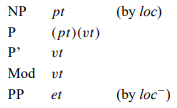 NP pt (by loc)
P (pt)(vt)
P' vt
Mod vt
PP et (by loc⁻)